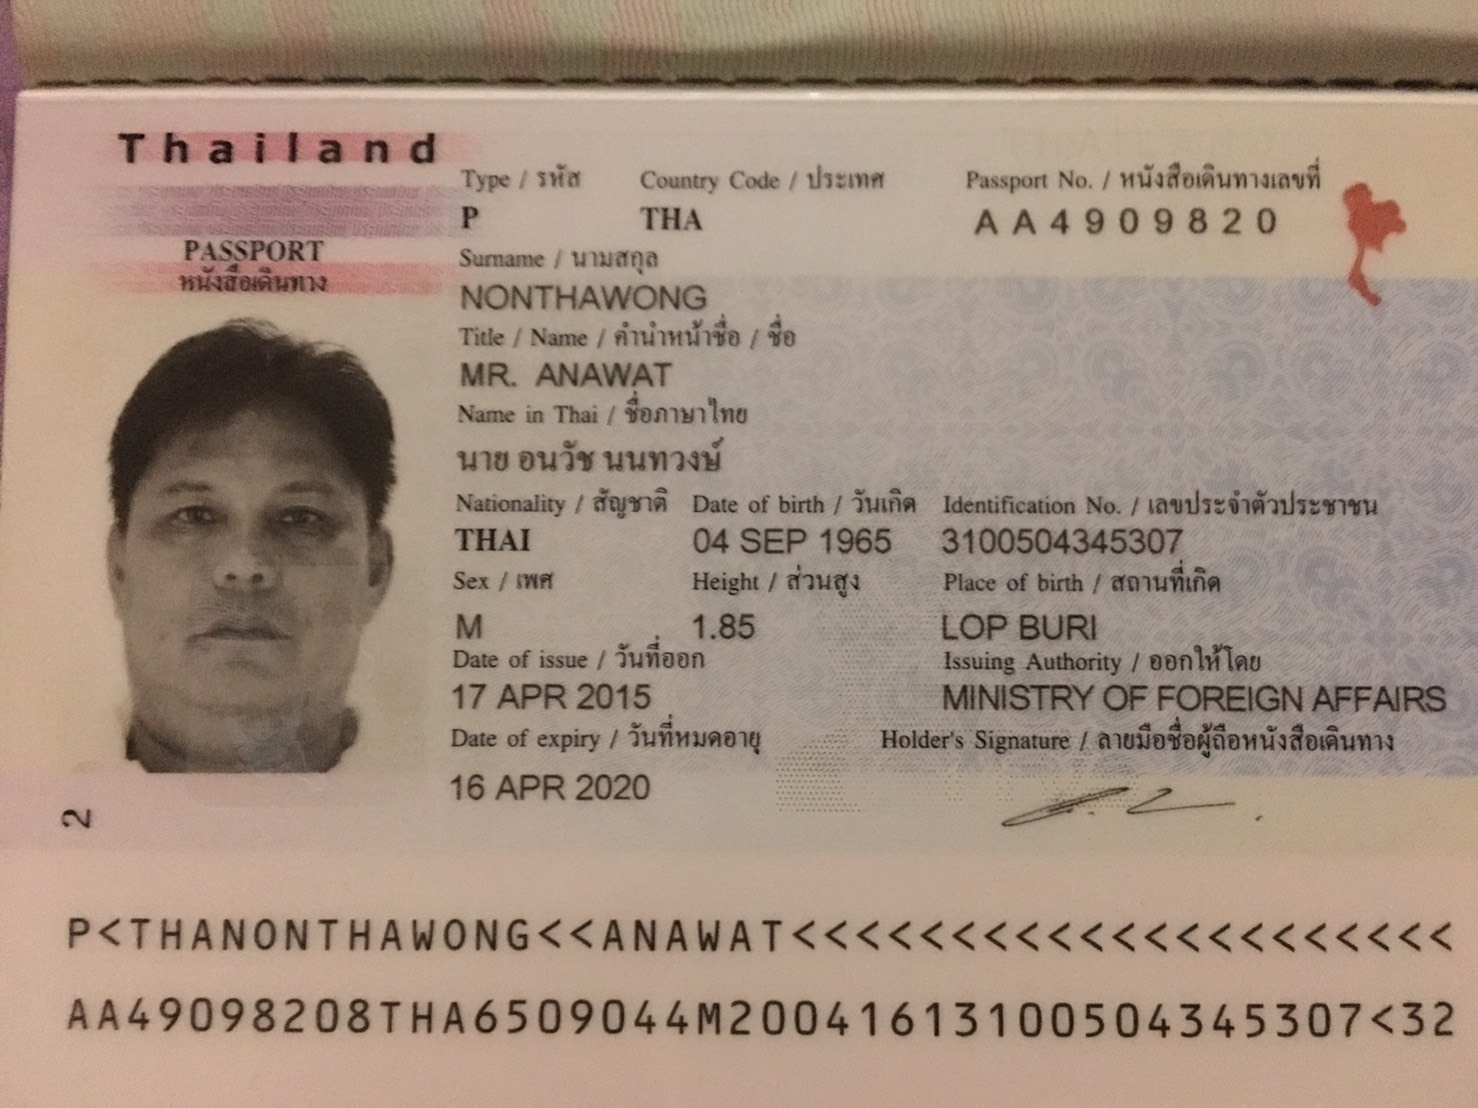 Thailand
PASSPORT
หนังสือเดินทาง
Type / รหัส Country Code / ประเทศ Passport No. / หนังสือเดินทางเลขที่
P THA AA4909820
Surname / นามสกุล
NONTHAWONG
Title / Name / คำนำหน้าชื่อ / ชื่อ
MR. ANAWAT
Name in Thai / ชื่อภาษาไทย
นาย อนวัช นนทวงษ์
Nationality / สัญชาติ Date of birth / วันเกิด Identification No. / เลขประจำตัวประชาชน
THAI 04 SEP 1965 3100504345307
Sex / เพศ Height / ส่วนสูง Place of birth / สถานที่เกิด
M 1.85 LOP BURI
Date of issue / วันที่ออก Issuing Authority / ออกให้โดย
17 APR 2015 MINISTRY OF FOREIGN AFFAIRS
Date of expiry / วันที่หมดอายุ Holder's Signature / ลายมือชื่อผู้ถือหนังสือเดินทาง
16 APR 2020
2
P<THANONTHAWONG<<ANAWAT<<<<<<<<<<<<<<<<<<<<<
AA49098208THA6509044M20041613100504345307<32